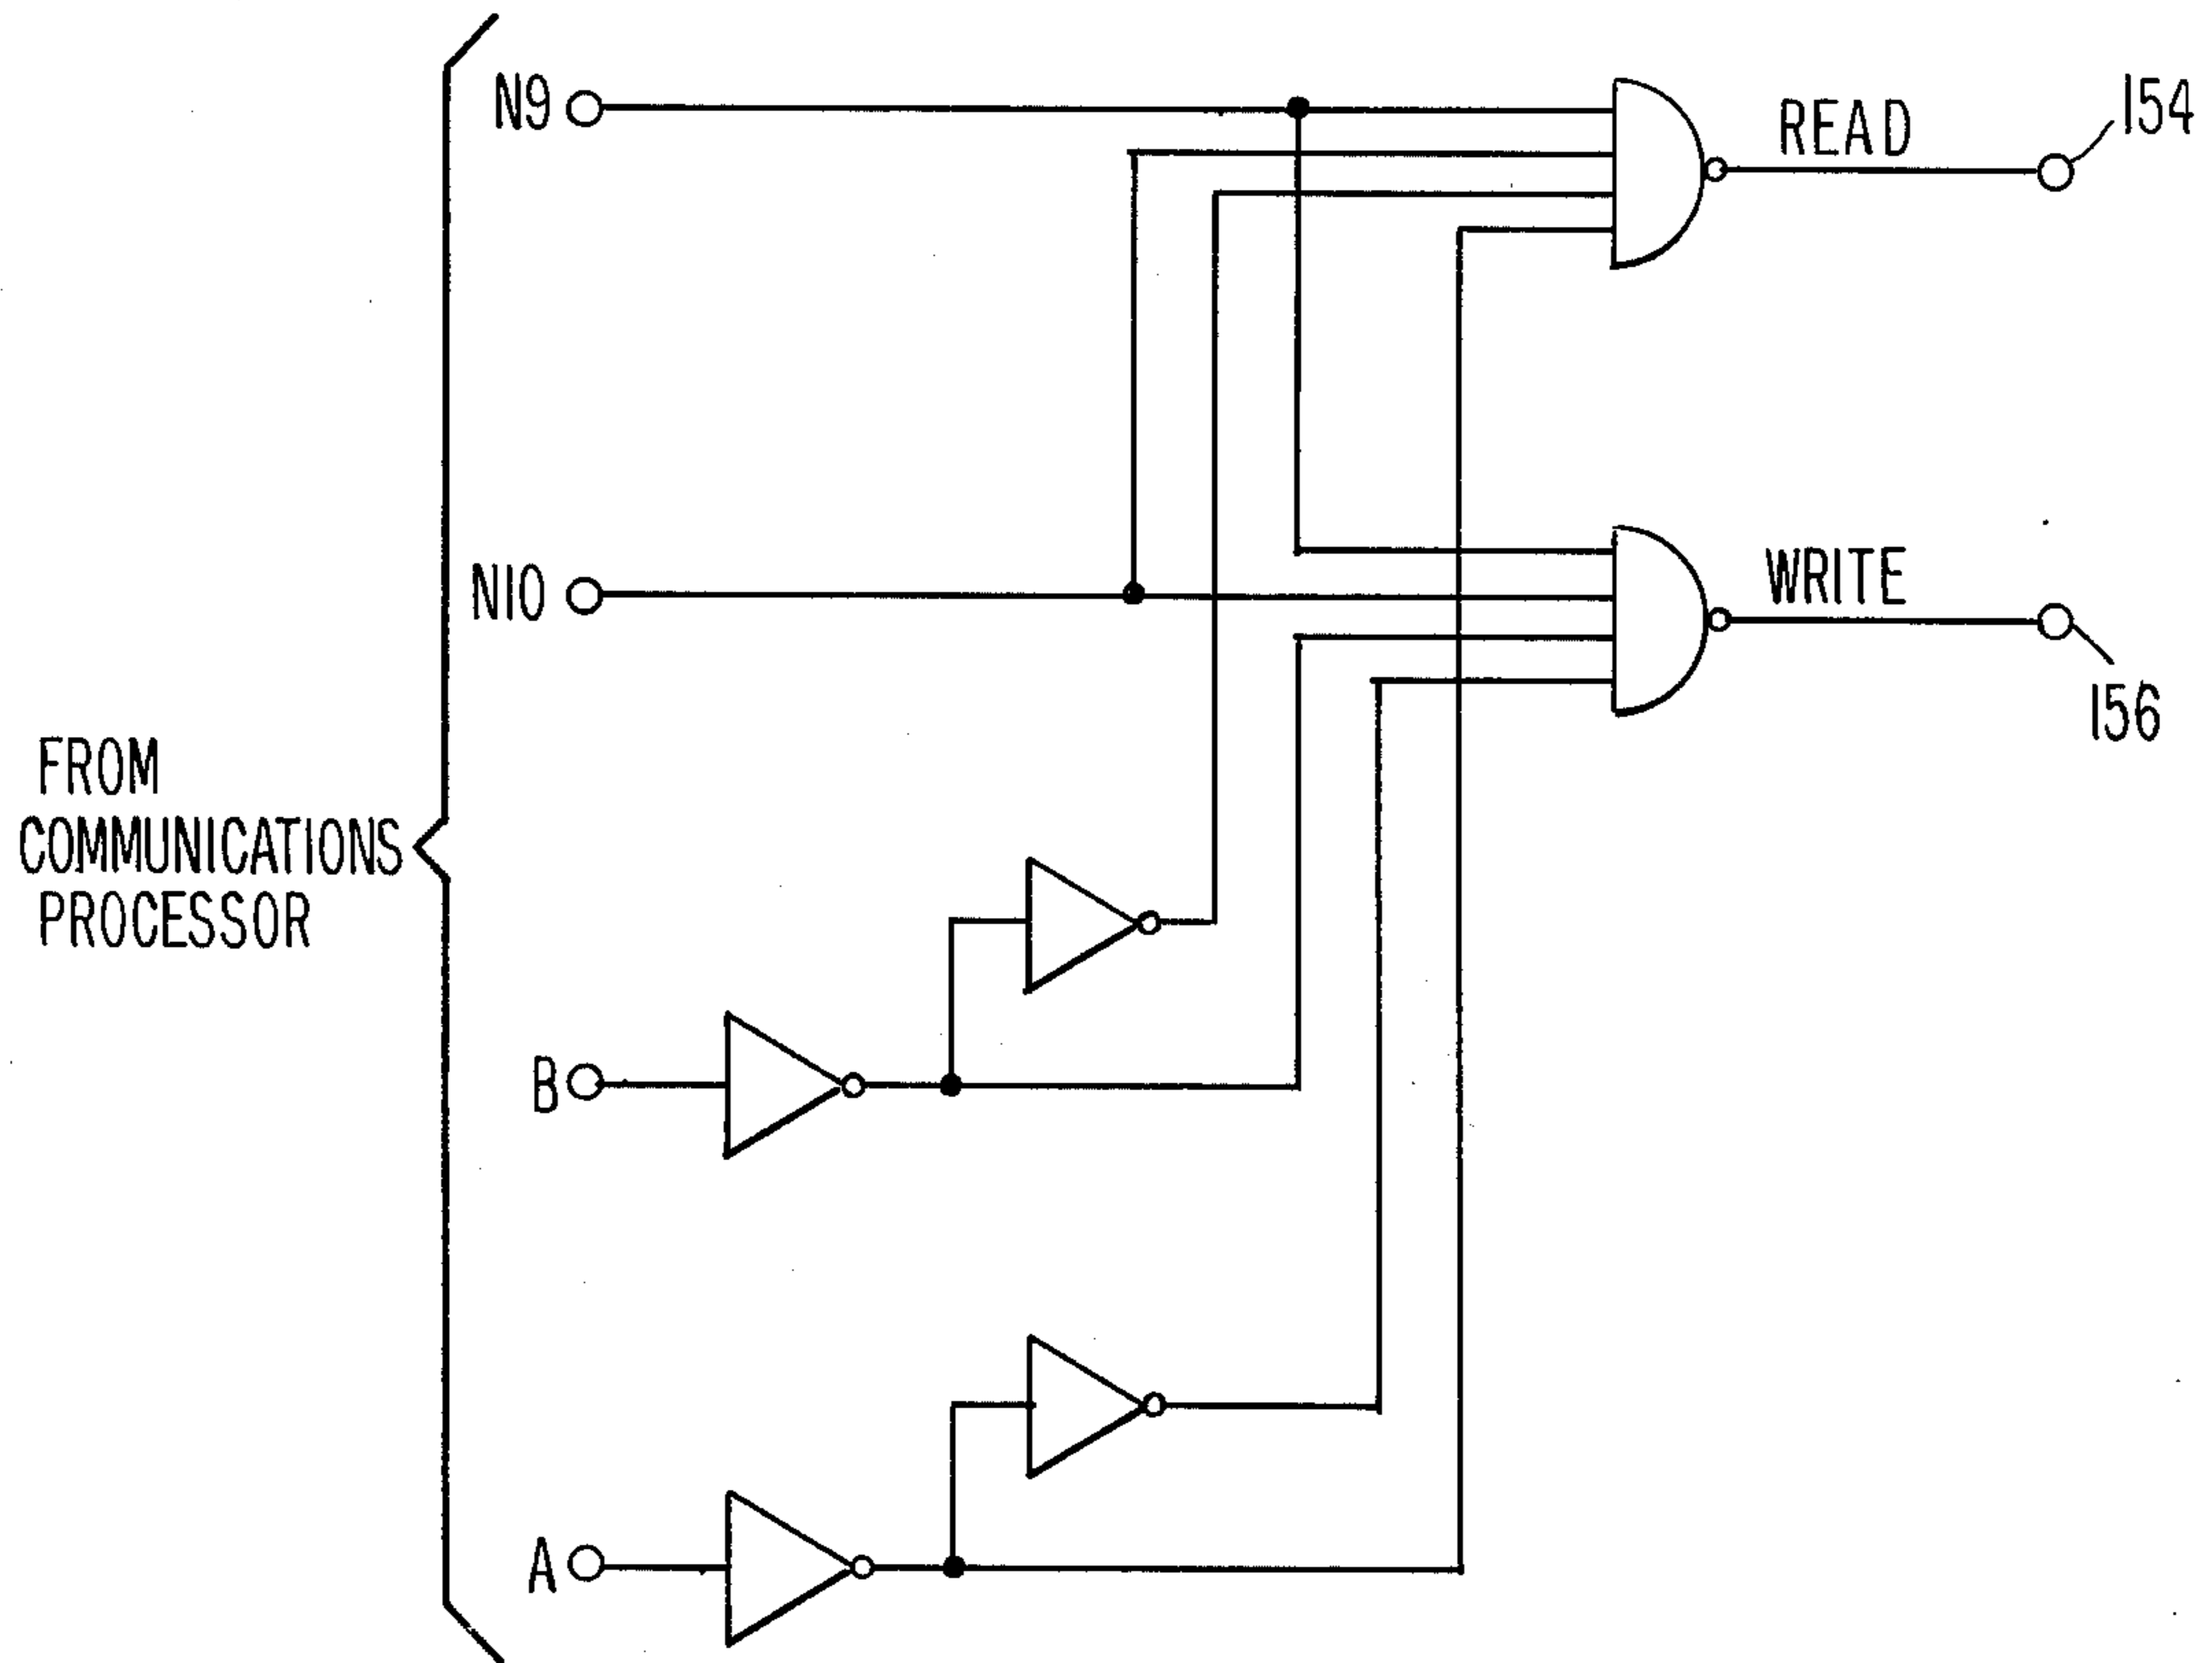 N9
READ
154
N10
WRITE
156
FROM
COMMUNICATIONS
PROCESSOR
B
A